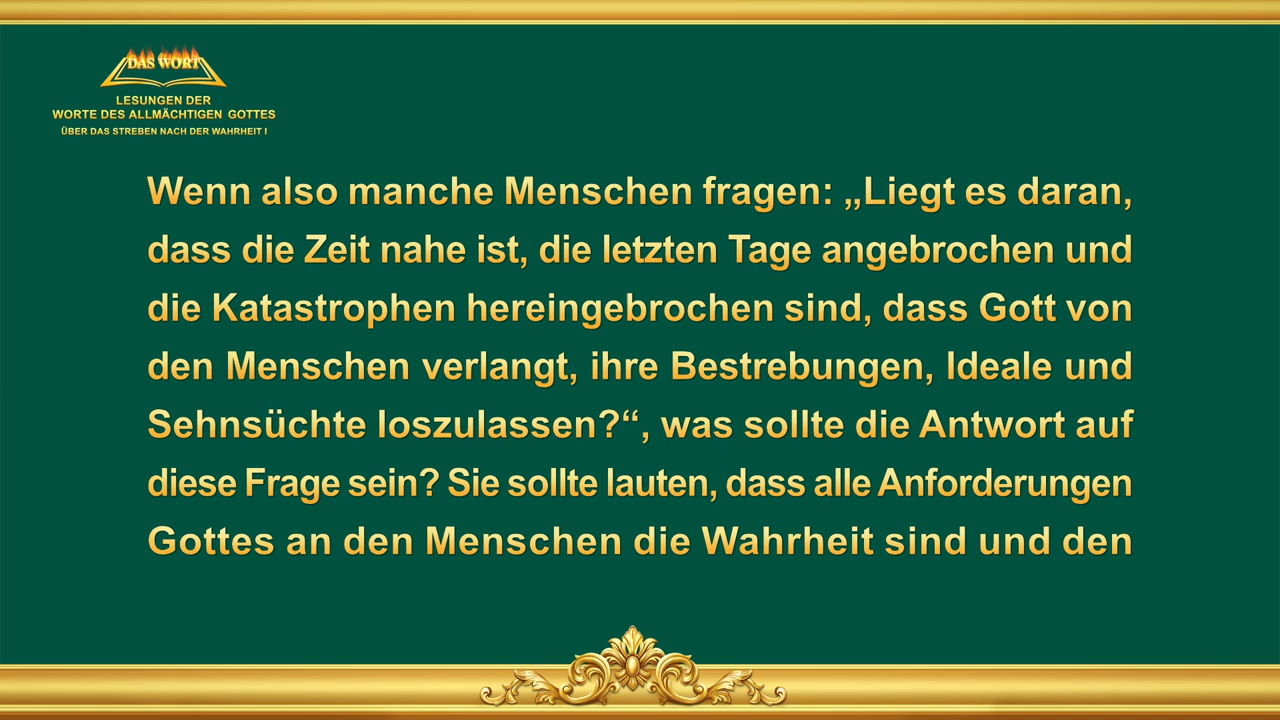 DAS WORT
LESUNGEN DER
WORTE DES ALLMÄCHTIGEN GOTTES
ÜBER DAS STREBEN NACH DER WAHRHEIT I
Wenn also manche Menschen fragen: „Liegt es daran,
dass die Zeit nahe ist, die letzten Tage angebrochen und
die Katastrophen hereingebrochen sind, dass Gott von
den Menschen verlangt, ihre Bestrebungen, Ideale und
Sehnsüchte loszulassen?“, was sollte die Antwort auf
diese Frage sein? Sie sollte lauten, dass alle Anforderungen
Gottes an den Menschen die Wahrheit sind und den